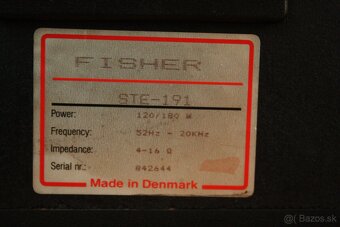 FISHER
STE-191
Power: 120/180 W
Frequency: 52Hz - 20KHz
Impedance: 4-16 Ω
Serial nr.: 842644
Made in Denmark
© Bazos.sk